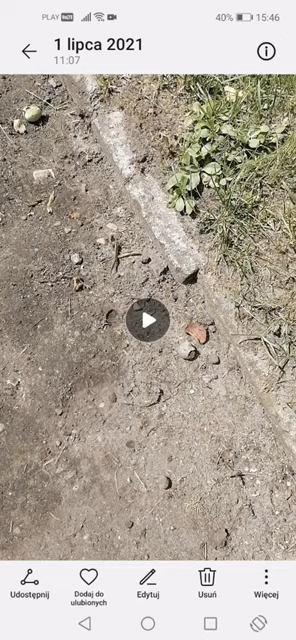 PLAY 40% 15:46
1 lipca 2021
11:07
Udostępnij Dodaj do ulubionych Edytuj Usuń Więcej